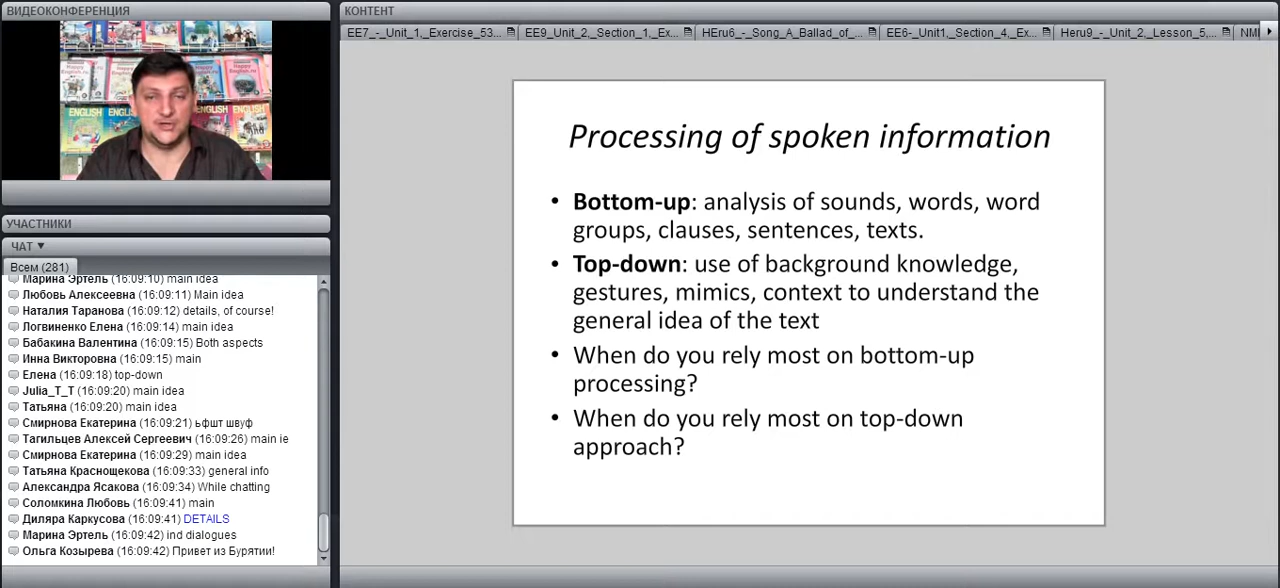 ВИДЕОКОНФЕРЕНЦИЯ
Happy English.ru
ENGLISH
ENGLISH
УЧАСТНИКИ
ЧАТ ▼
Всем (281)
Марина Эртель (16:09:10) main idea
Любовь Алексеевна (16:09:11) Main idea
Наталия Таранова (16:09:12) details, of course!
Логвиненко Елена (16:09:14) main idea
Бабакина Валентина (16:09:15) Both aspects
Инна Викторовна (16:09:15) main
Елена (16:09:18) top-down
Julia_T_T (16:09:20) main idea
Татьяна (16:09:20) main idea
Смирнова Екатерина (16:09:21) ьфшт швуф
Тагильцев Алексей Сергеевич (16:09:26) main ie
Смирнова Екатерина (16:09:29) main idea
Татьяна Краснощекова (16:09:33) general info
Александра Ясакова (16:09:34) While chatting
Соломкина Любовь (16:09:41) main
Диляра Каркусова (16:09:41) DETAILS
Марина Эртель (16:09:42) ind dialogues
Ольга Козырева (16:09:42) Привет из Бурятии!
КОНТЕНТ
EE7_-_Unit_1,_Exercise_53... EE9_Unit_2,_Section_1,_Ex... HEru6_-_Song_A_Ballad_of_... EE6-_Unit1,_Section_4,_Ex... Heru9_-_Unit_2,_Lesson_5,... NMI
Processing of spoken information
• Bottom-up: analysis of sounds, words, word
groups, clauses, sentences, texts.
• Top-down: use of background knowledge,
gestures, mimics, context to understand the
general idea of the text
• When do you rely most on bottom-up
processing?
• When do you rely most on top-down
approach?